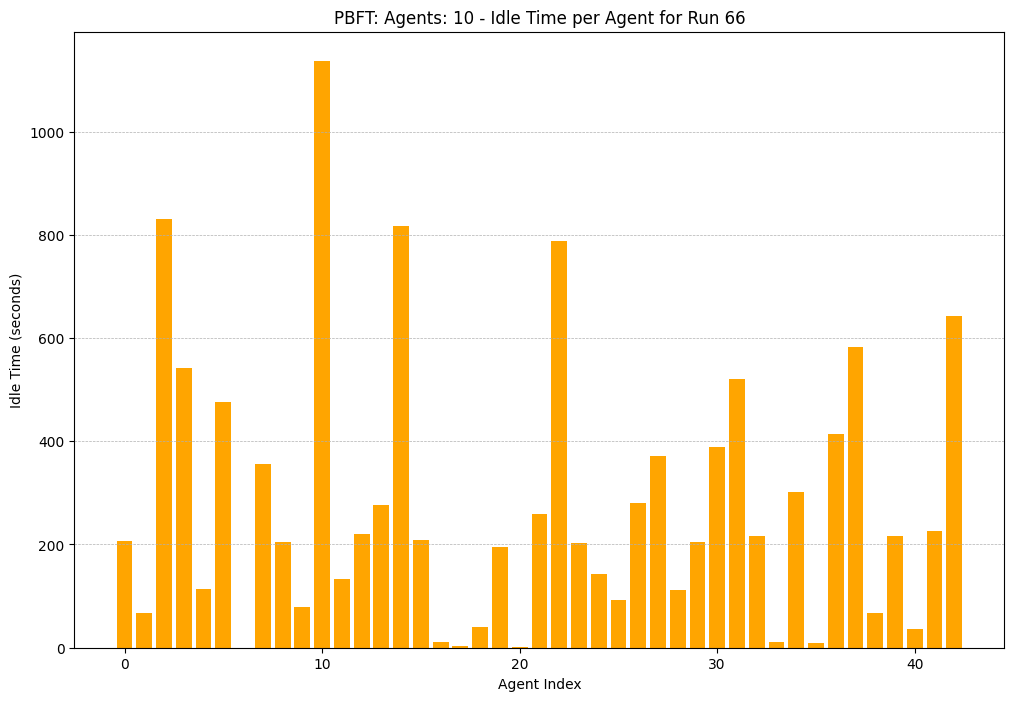 PBFT: Agents: 10 - Idle Time per Agent for Run 66
Idle Time (seconds)
1000
800
600
400
200
0
0 10 20 30 40
Agent Index